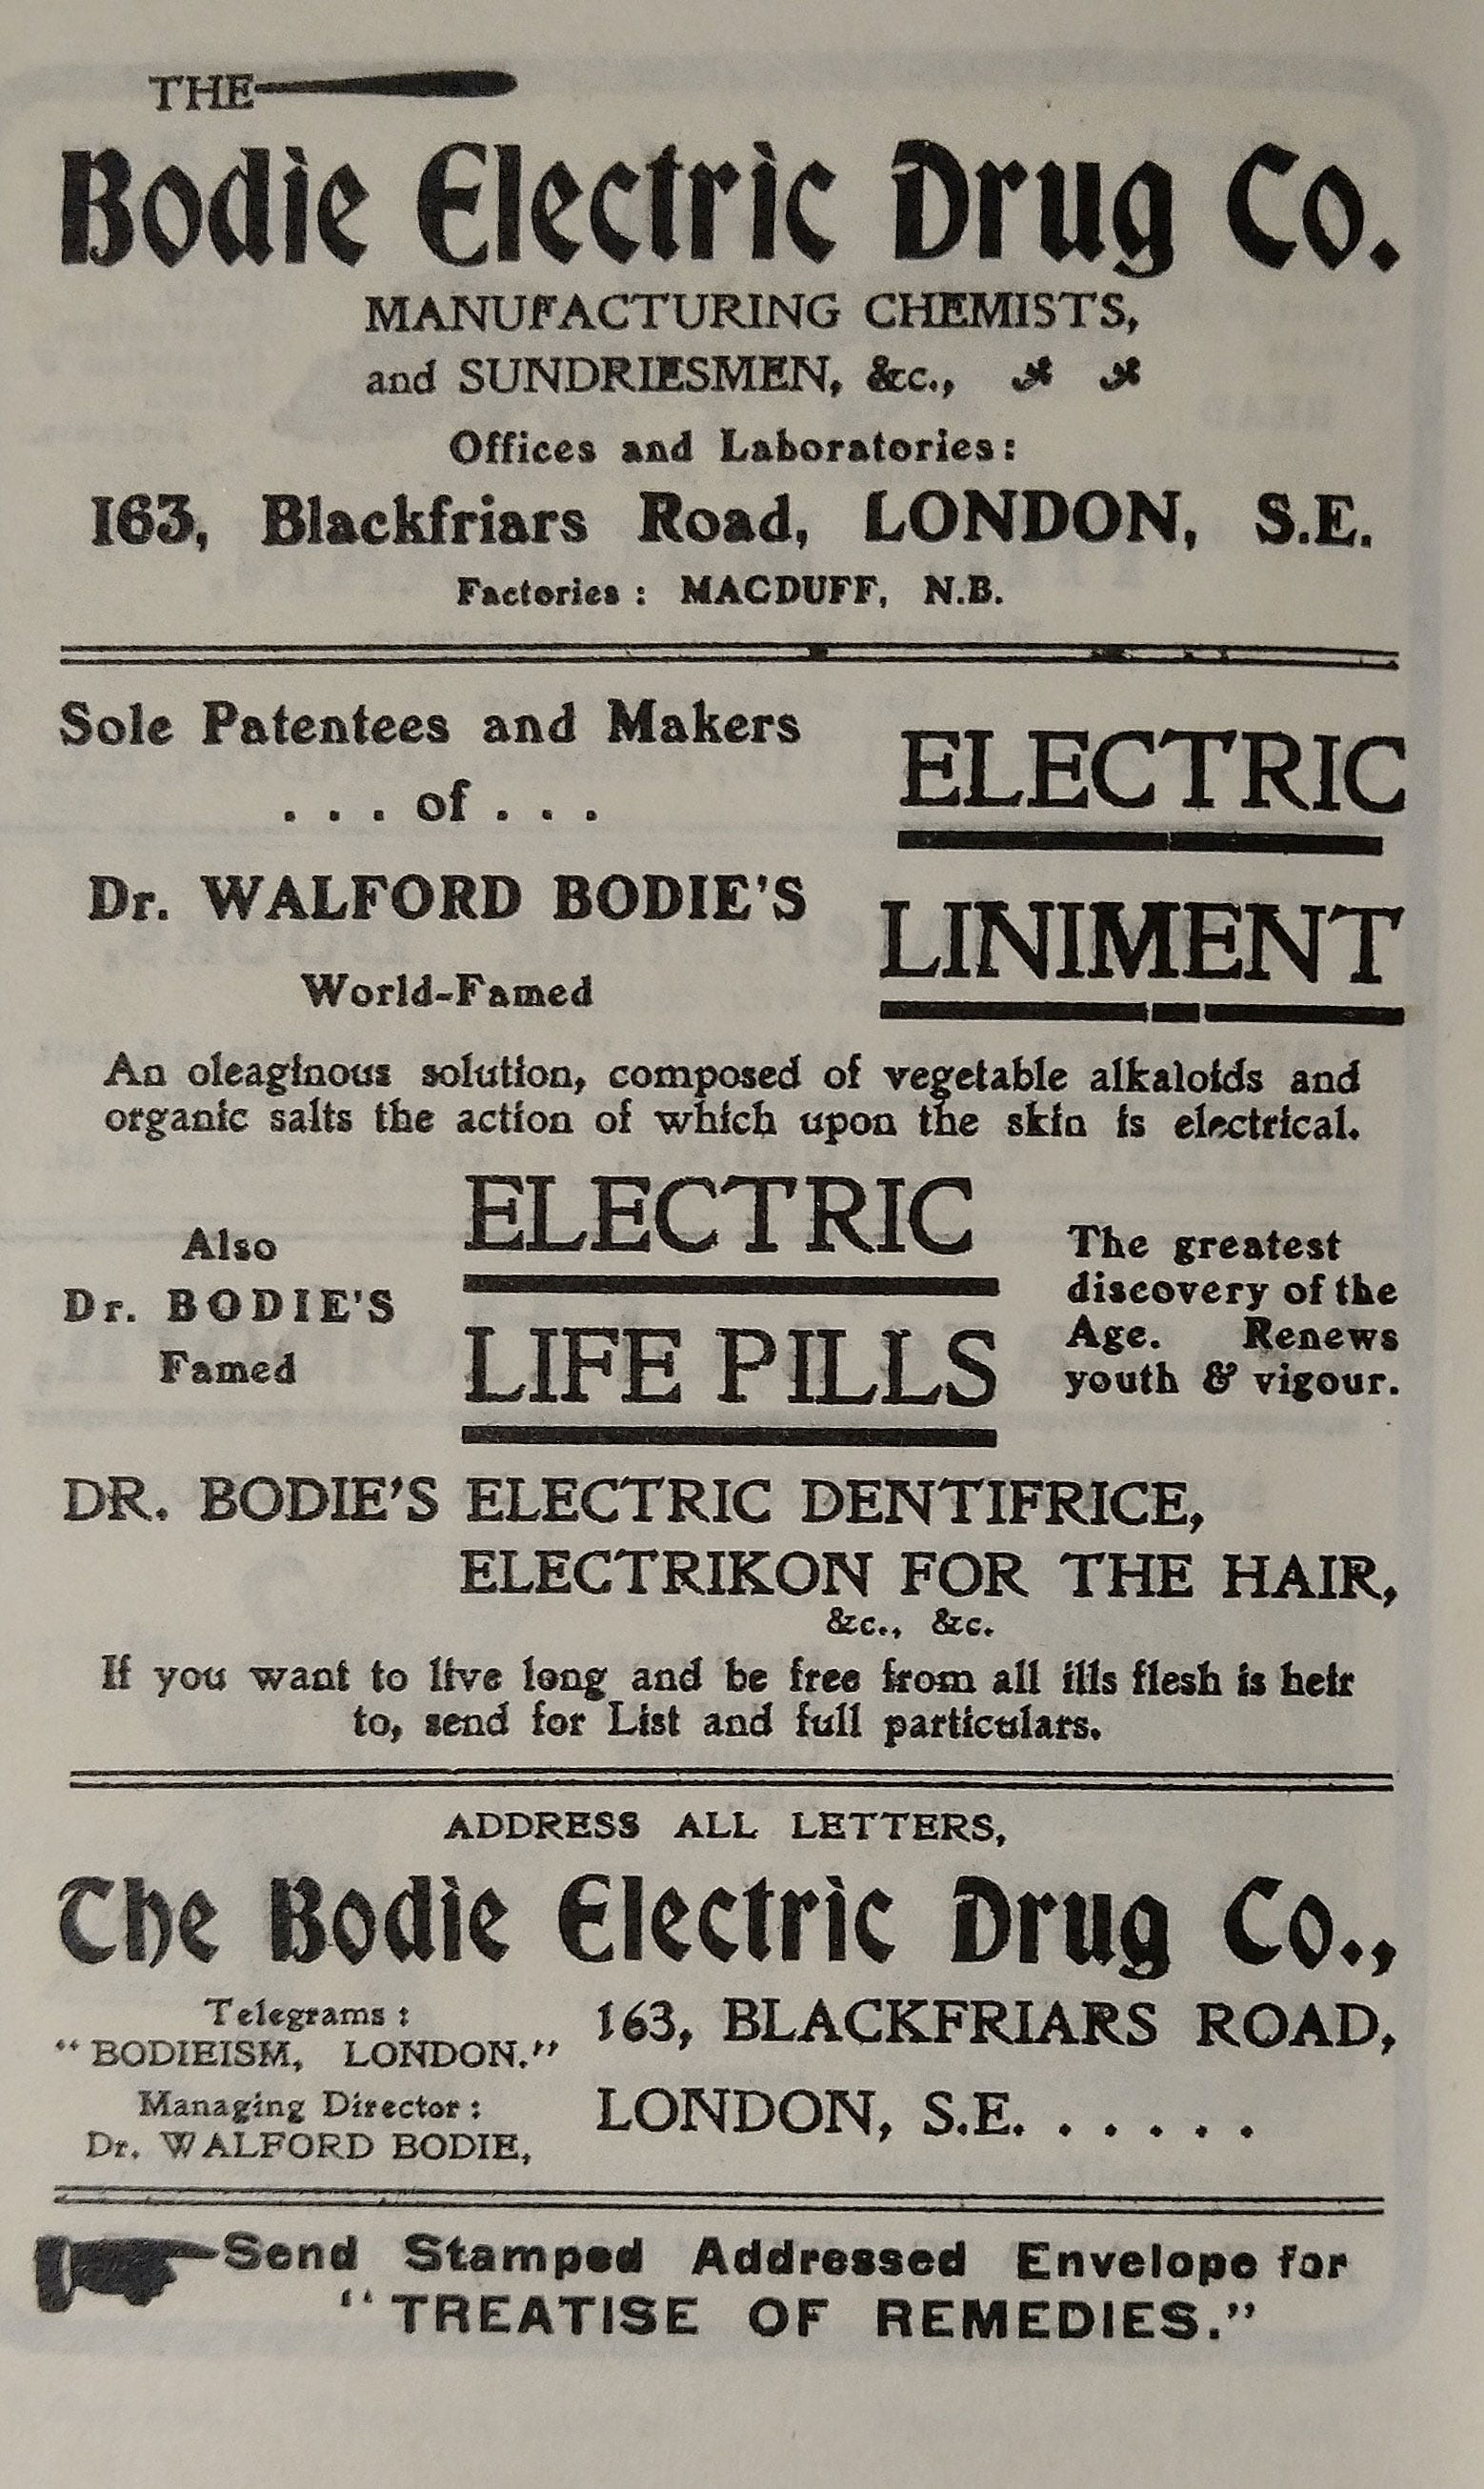 THE
Bodie Electric Drug Co.
MANUFACTURING CHEMISTS,
and SUNDRIESMEN, &c.,
Offices and Laboratories:
163, Blackfriars Road, LONDON, S.E.
Factories: MACDUFF, N.B.
Sole Patentees and Makers
. . . of . . .
Dr. WALFORD BODIE'S
World-Famed
ELECTRIC
LINIMENT
An oleaginous solution, composed of vegetable alkaloids and
organic salts the action of which upon the skin is electrical.
Also
Dr. BODIE'S
Famed
ELECTRIC
LIFE PILLS
The greatest
discovery of the
Age. Renews
youth & vigour.
DR. BODIE'S ELECTRIC DENTIFRICE,
ELECTRIKON FOR THE HAIR,
&c., &c.
If you want to live long and be free from all ills flesh is heir
to, send for List and full particulars.
ADDRESS ALL LETTERS,
The Bodie Electric Drug Co.,
Telegrams:
"BODIEISM, LONDON."
Managing Director:
Dr. WALFORD BODIE,
163, BLACKFRIARS ROAD,
LONDON, S.E. . . . . .
Send Stamped Addressed Envelope for
"TREATISE OF REMEDIES."